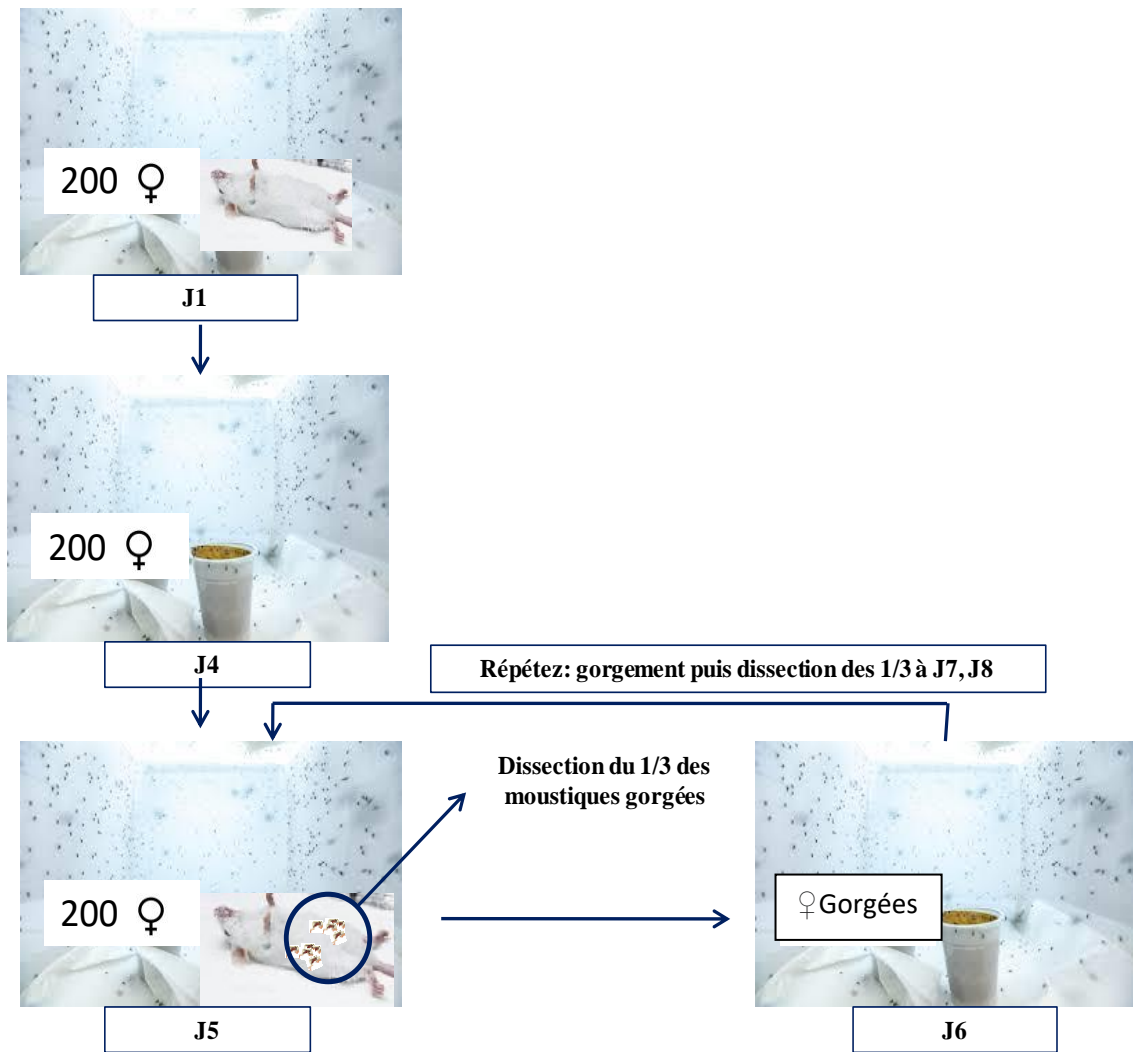 200 ♀
J1
200 ♀
J4
Répétez: gorgement puis dissection des 1/3 à J7, J8
Dissection du 1/3 des
moustiques gorgées
200 ♀
J5
♀Gorgées
J6